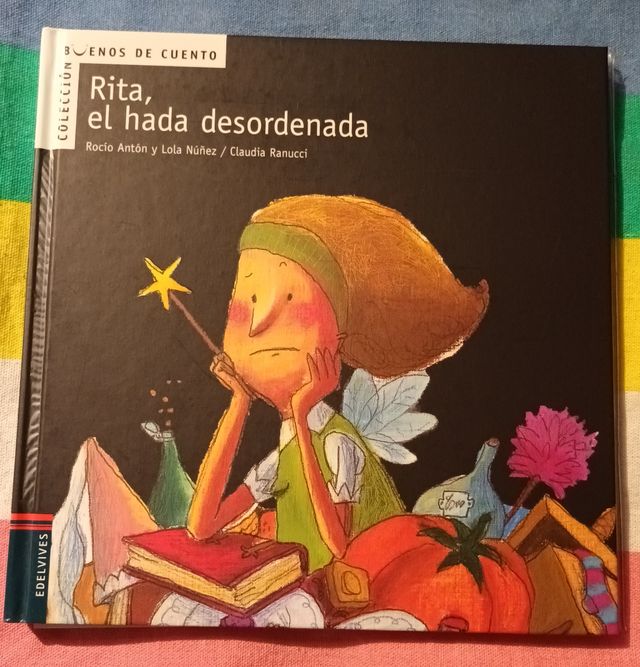 COLECCIÓN BUENOS DE CUENTO
Rita,
el hada desordenada
Rocío Antón y Lola Núñez / Claudia Ranucci
EDELVIVES